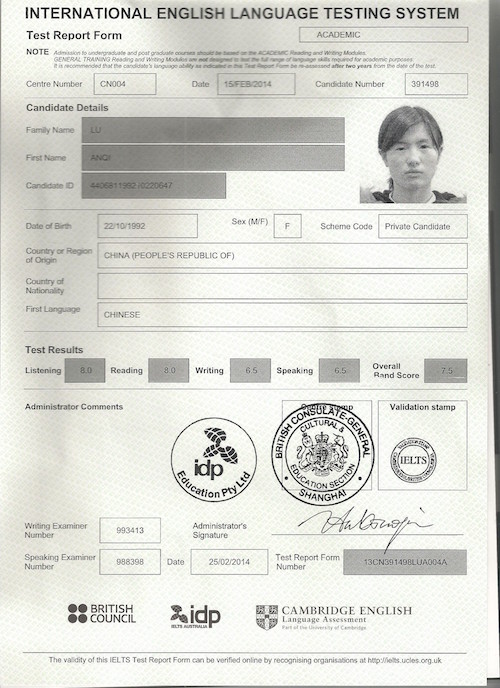 INTERNATIONAL ENGLISH LANGUAGE TESTING SYSTEM
Test Report Form ACADEMIC
NOTE Admission to undergraduate and post graduate courses should be based on the ACADEMIC Reading and Writing Modules.
GENERAL TRAINING Reading and Writing Modules are not designed to test the full range of language skills required for academic purposes
It is recommended that the candidate's language ability as indicated in this Test Report Form be re-assessed after two years from the date of the test.
Centre Number CN004 Date 15/FEB/2014 Candidate Number 391498
Candidate Details
Family Name LU
First Name ANQI
Candidate ID 4406811992 /0220647
Date of Birth 22/10/1992 Sex (M/F) F Scheme Code Private Candidate
Country or Region
of Origin CHINA (PEOPLE'S REPUBLIC OF)
Country of
Nationality
First Language CHINESE
Test Results
Listening 8.0 Reading 8.0 Writing 6.5 Speaking 6.5 Overall
Band Score 7.5
Administrator Comments Centre stamp Validation stamp
idp
Education Pty Ltd
BRITISH CONSULATE-GENERAL
CULTURAL &
EDUCATION SECTION
SHANGHAI
IELTS
Writing Examiner
Number 993413 Administrator's
Signature
Speaking Examiner
Number 988398 Date 25/02/2014 Test Report Form
Number 13CN391498LUA004A
BRITISH
COUNCIL
idp
IELTS AUSTRALIA
CAMBRIDGE ENGLISH
Language Assessment
Part of the University of Cambridge
The validity of this IELTS Test Report Form can be verified online by recognising organisations at http://ielts.ucles.org.uk